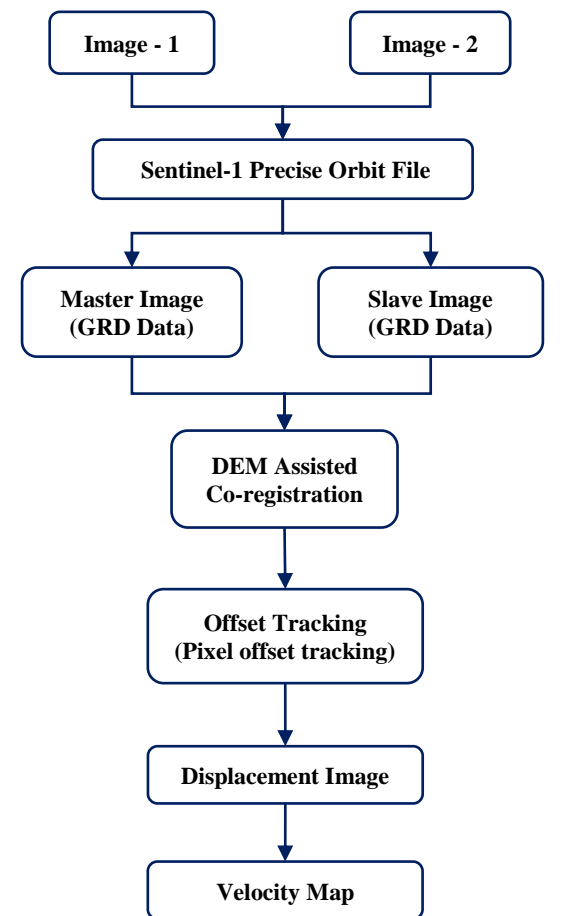 Image - 1
Image - 2
Sentinel-1 Precise Orbit File
Master Image
(GRD Data)
Slave Image
(GRD Data)
DEM Assisted
Co-registration
Offset Tracking
(Pixel offset tracking)
Displacement Image
Velocity Map